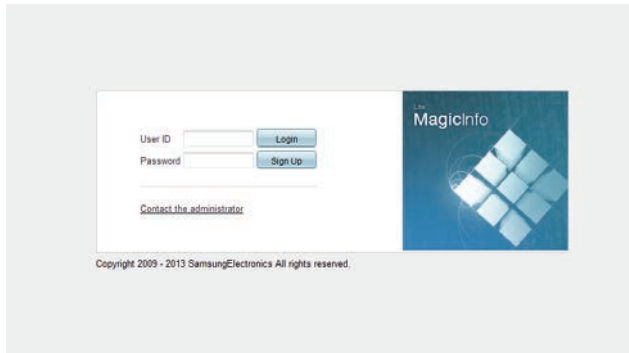 Lite
MagicInfo
User ID
Login
Password
Sign Up
Contact the administrator
Copyright 2009 - 2013 SamsungElectronics All rights reserved.